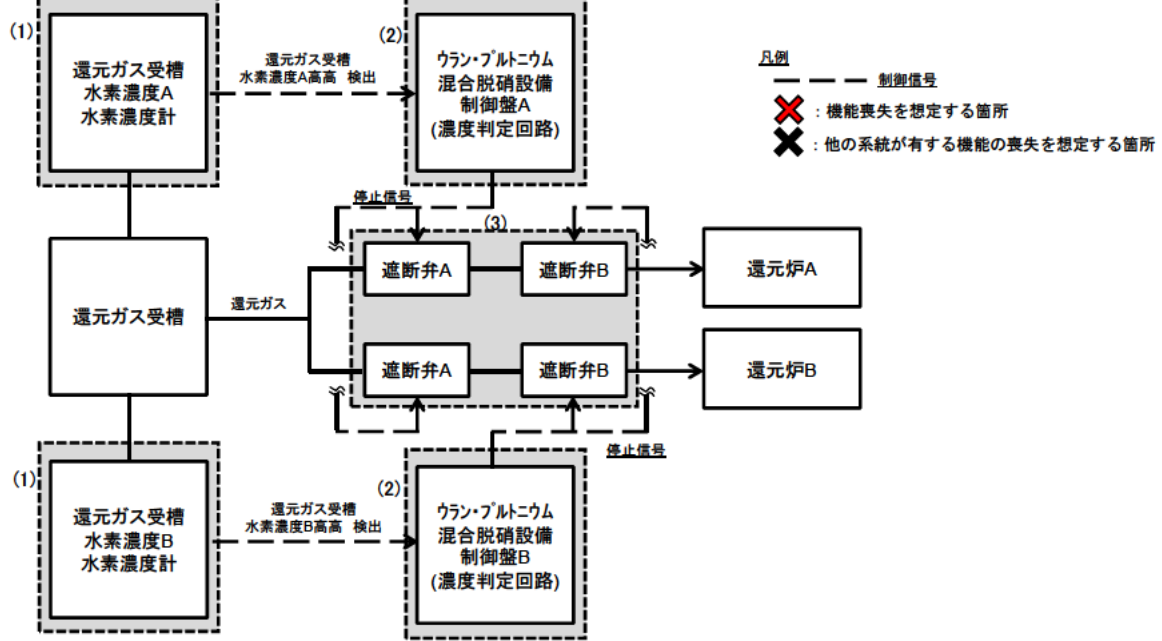 (1)
還元ガス受槽
水素濃度A
水素濃度計
還元ガス受槽
水素濃度A高高 検出
(2)
ウラン・プルトニウム
混合脱硝設備
制御盤A
(濃度判定回路)
凡例
制御信号
:機能喪失を想定する箇所
:他の系統が有する機能の喪失を想定する箇所
停止信号
(3)
遮断弁A
遮断弁B
還元炉A
還元ガス受槽
還元ガス
遮断弁A
遮断弁B
還元炉B
停止信号
(1)
還元ガス受槽
水素濃度B
水素濃度計
還元ガス受槽
水素濃度B高高 検出
(2)
ウラン・プルトニウム
混合脱硝設備
制御盤B
(濃度判定回路)